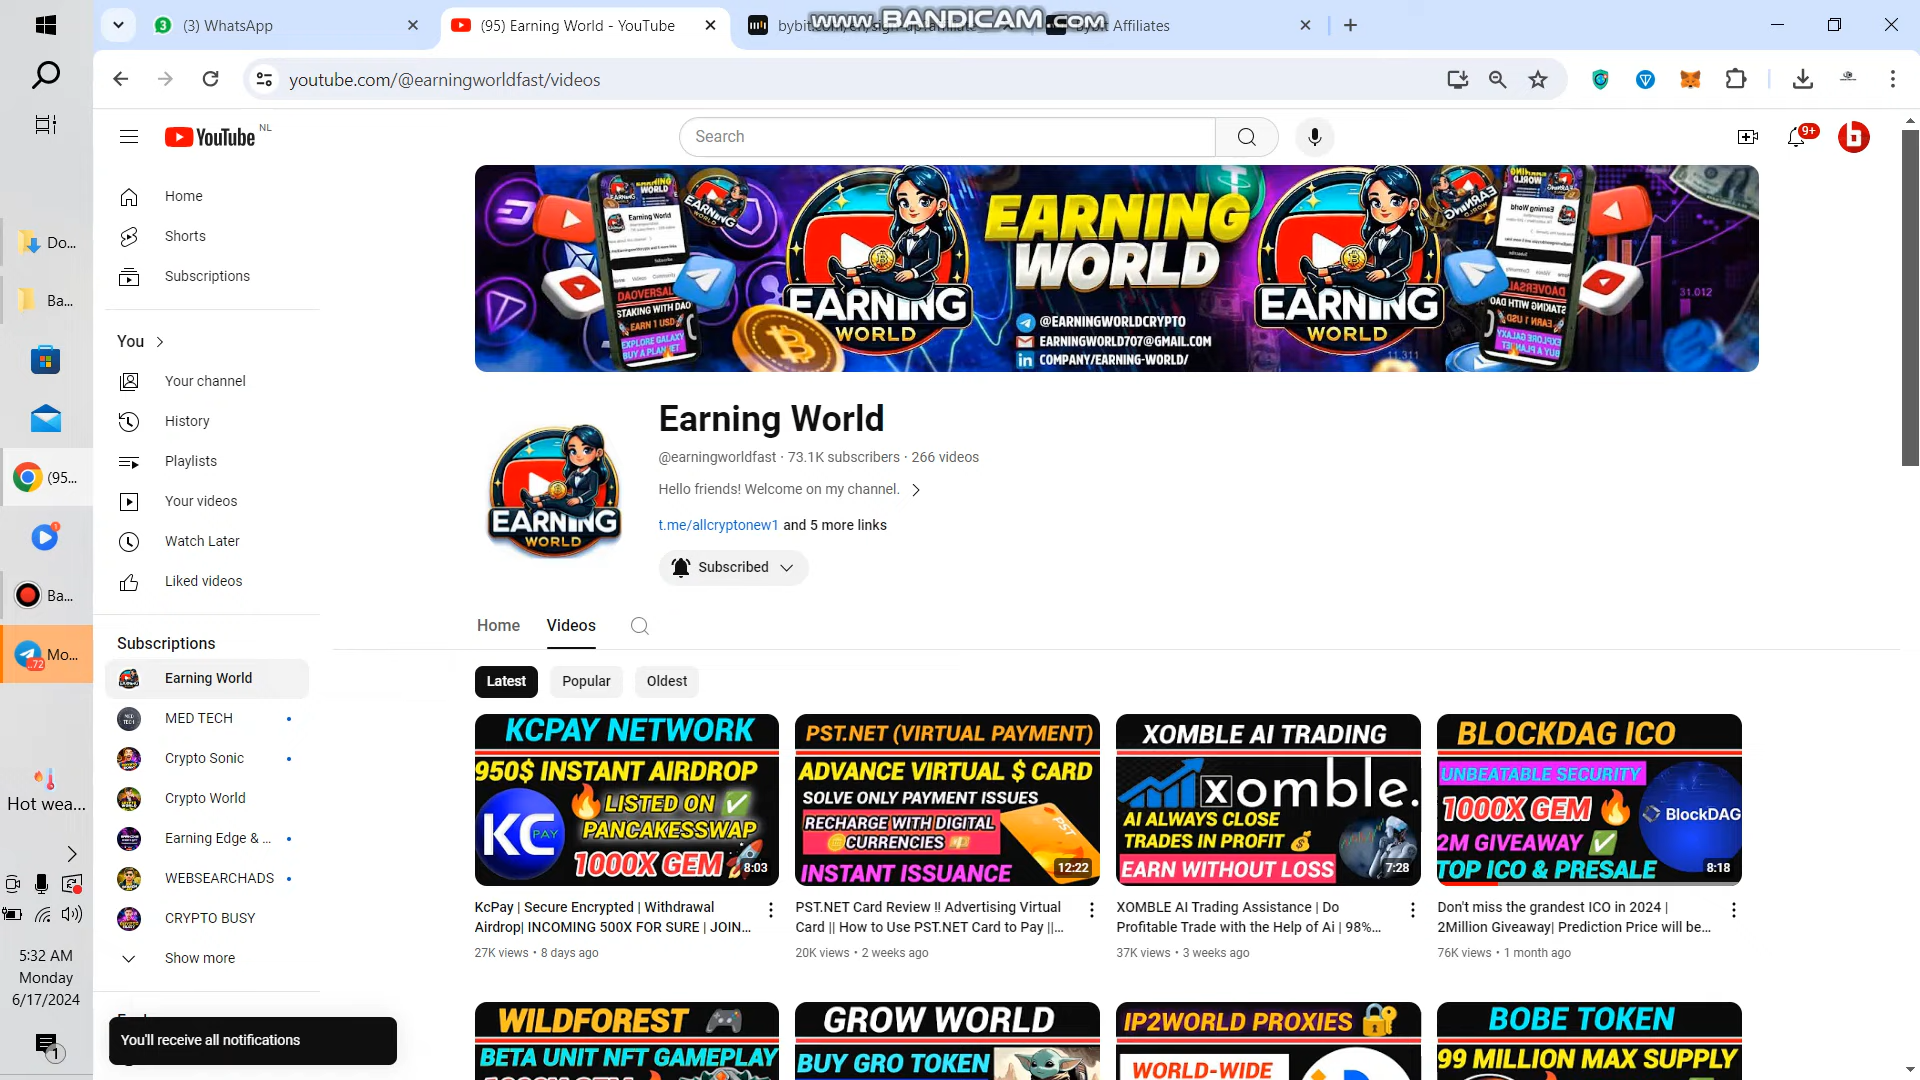 www.BANDICAM.com
(3) WhatsApp
(95) Earning World - YouTube
Bybit Affiliates
youtube.com/@earningworldfast/videos
YouTube NL
Search
9+
Home
Shorts
Subscriptions
You
Your channel
History
Playlists
Your videos
Watch Later
Liked videos
Subscriptions
Earning World
MED TECH
Crypto Sonic
Crypto World
Earning Edge & ...
WEBSEARCHADS
CRYPTO BUSY
Show more
You'll receive all notifications
Do...
Ba...
(95...
Ba...
Mo...
Hot wea...
5:32 AM
Monday
6/17/2024
EARNING
WORLD
EARNING
WORLD
@EARNINGWORLDCRYPTO
EARNINGWORLD707@GMAIL.COM
COMPANY/EARNING-WORLD/
EARNING
WORLD
EARNING
WORLD
Earning World
@earningworldfast · 73.1K subscribers · 266 videos
Hello friends! Welcome on my channel.
t.me/allcryptonew1 and 5 more links
Subscribed
Home
Videos
Latest
Popular
Oldest
KCPAY NETWORK
950$ INSTANT AIRDROP
LISTED ON
PANCAKESSWAP
KC PAY
1000X GEM
8:03
KcPay | Secure Encrypted | Withdrawal
Airdrop| INCOMING 500X FOR SURE | JOIN...
27K views • 8 days ago
PST.NET (VIRTUAL PAYMENT)
ADVANCE VIRTUAL $ CARD
SOLVE ONLY PAYMENT ISSUES
RECHARGE WITH DIGITAL
CURRENCIES
PST
INSTANT ISSUANCE
12:22
PST.NET Card Review !! Advertising Virtual
Card || How to Use PST.NET Card to Pay ||...
20K views • 2 weeks ago
XOMBLE AI TRADING
xomble.
AI ALWAYS CLOSE
TRADES IN PROFIT
EARN WITHOUT LOSS
7:28
XOMBLE AI Trading Assistance | Do
Profitable Trade with the Help of Ai | 98%...
37K views • 3 weeks ago
BLOCKDAG ICO
UNBEATABLE SECURITY
1000X GEM
BlockDAG
2M GIVEAWAY
TOP ICO & PRESALE
8:18
Don't miss the grandest ICO in 2024 |
2Million Giveaway| Prediction Price will be...
76K views • 1 month ago
WILDFOREST
BETA UNIT NFT GAMEPLAY
GROW WORLD
BUY GRO TOKEN
IP2WORLD PROXIES
WORLD-WIDE
BOBE TOKEN
99 MILLION MAX SUPPLY